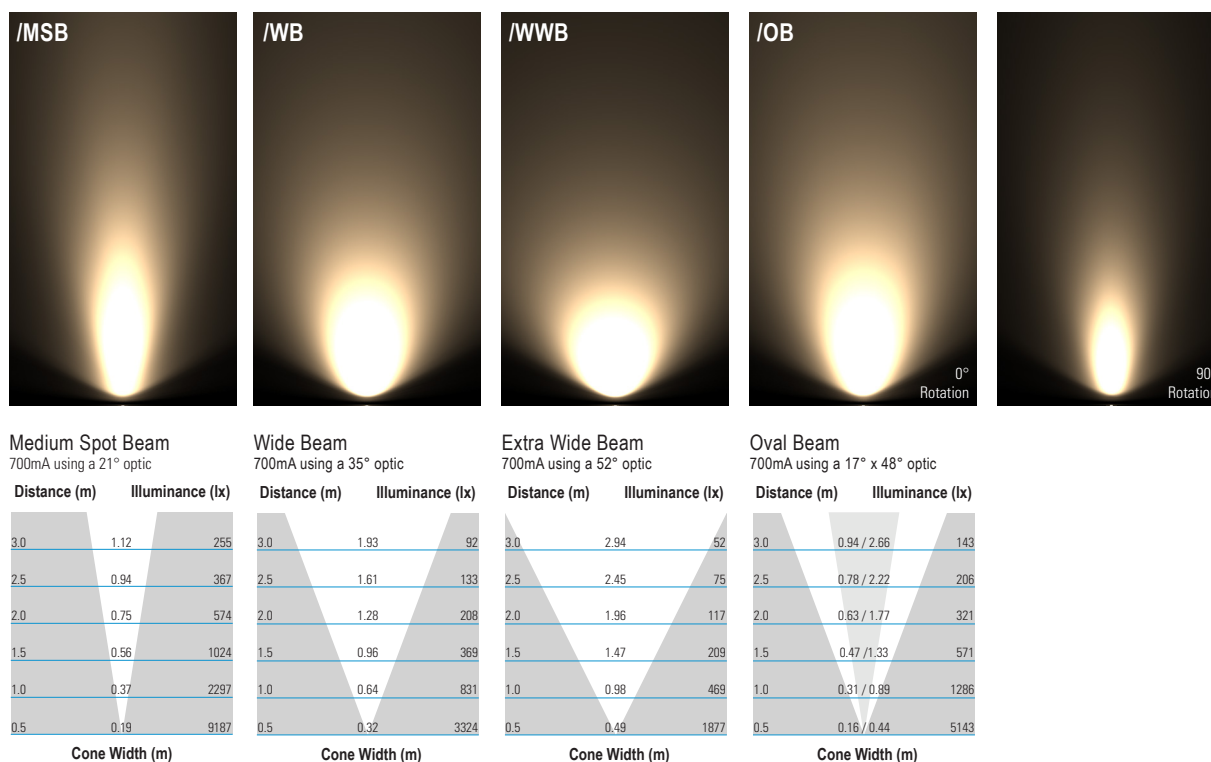 /MSB
/WB
/WWB
/OB
0°
Rotation
90
Rotation
Medium Spot Beam
700mA using a 21° optic
Distance (m) Illuminance (lx)
3.0 1.12 255
2.5 0.94 367
2.0 0.75 574
1.5 0.56 1024
1.0 0.37 2297
0.5 0.19 9187
Cone Width (m)
Wide Beam
700mA using a 35° optic
Distance (m) Illuminance (lx)
3.0 1.93 92
2.5 1.61 133
2.0 1.28 208
1.5 0.96 369
1.0 0.64 831
0.5 0.32 3324
Cone Width (m)
Extra Wide Beam
700mA using a 52° optic
Distance (m) Illuminance (lx)
3.0 2.94 52
2.5 2.45 75
2.0 1.96 117
1.5 1.47 209
1.0 0.98 469
0.5 0.49 1877
Cone Width (m)
Oval Beam
700mA using a 17° x 48° optic
Distance (m) Illuminance (lx)
3.0 0.94 / 2.66 143
2.5 0.78 / 2.22 206
2.0 0.63 / 1.77 321
1.5 0.47 /1.33 571
1.0 0.31 / 0.89 1286
0.5 0.16 / 0.44 5143
Cone Width (m)